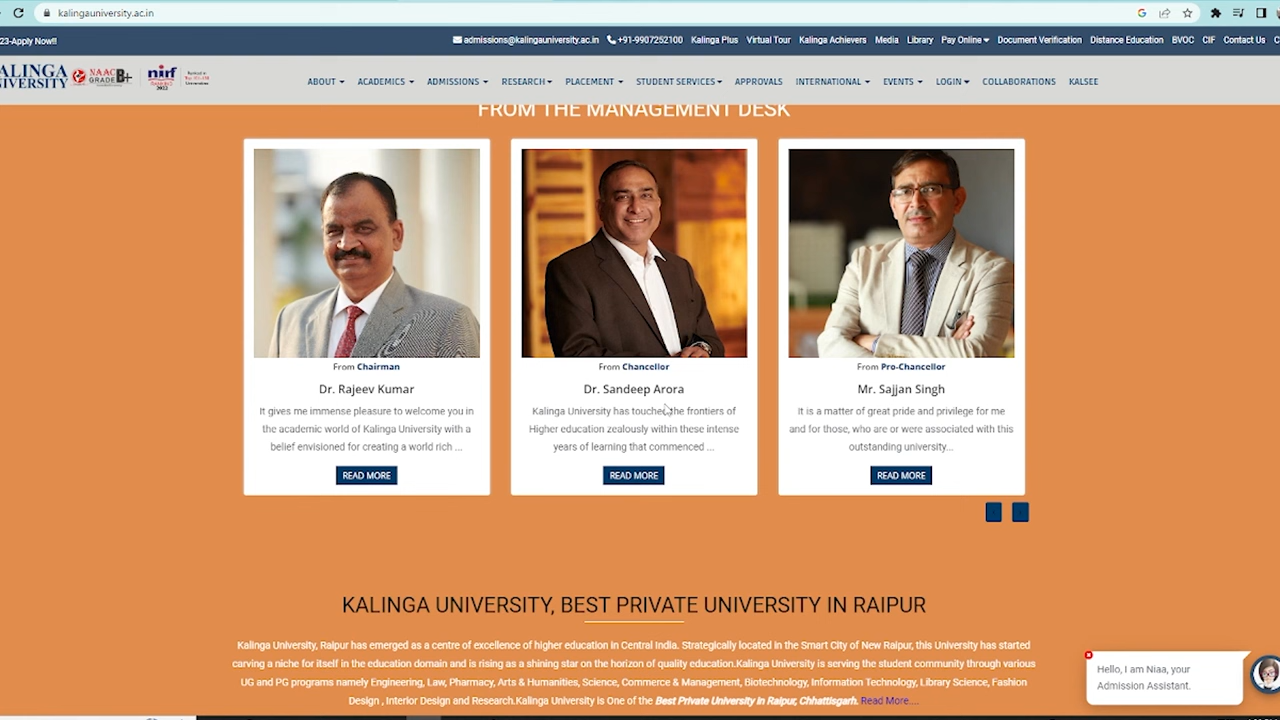 kalingauniversity.ac.in
23-Apply Now!!
admissions@kalingauniversity.ac.in +91-9907252100 Kalinga Plus Virtual Tour Kalinga Achievers Media Library Pay Online Document Verification Distance Education BVOC CIF Contact Us C
ALINGA
IVERSITY
NAAC
GRADE B+
nirf
2022
ABOUT ACADEMICS ADMISSIONS RESEARCH PLACEMENT STUDENT SERVICES APPROVALS INTERNATIONAL EVENTS LOGIN COLLABORATIONS KALSEE
FROM THE MANAGEMENT DESK
From Chairman
Dr. Rajeev Kumar
It gives me immense pleasure to welcome you in
the academic world of Kalinga University with a
belief envisioned for creating a world rich ...
READ MORE
From Chancellor
Dr. Sandeep Arora
Kalinga University has touched the frontiers of
Higher education zealously within these intense
years of learning that commenced ...
READ MORE
From Pro-Chancellor
Mr. Sajjan Singh
It is a matter of great pride and privilege for me
and for those, who are or were associated with this
outstanding university...
READ MORE
KALINGA UNIVERSITY, BEST PRIVATE UNIVERSITY IN RAIPUR
Kalinga University, Raipur has emerged as a centre of excellence of higher education in Central India. Strategically located in the Smart City of New Raipur, this University has started
carving a niche for itself in the education domain and is rising as a shining star on the horizon of quality education.Kalinga University is serving the student community through various
UG and PG programs namely Engineering, Law, Pharmacy, Arts & Humanities, Science, Commerce & Management, Biotechnology, Information Technology, Library Science, Fashion
Design , Interior Design and Research.Kalinga University is One of the Best Private University in Raipur, Chhattisgarh. Read More....
Hello, I am Niaa, your
Admission Assistant.